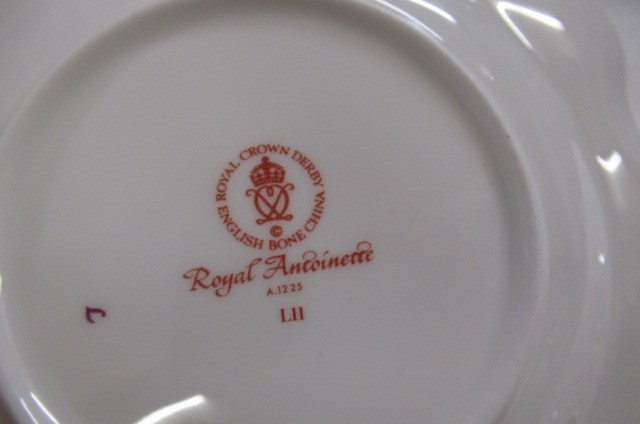 ROYAL CROWN DERBY
ENGLISH BONE CHINA
©
Royal Antoinette
A.1225
LII